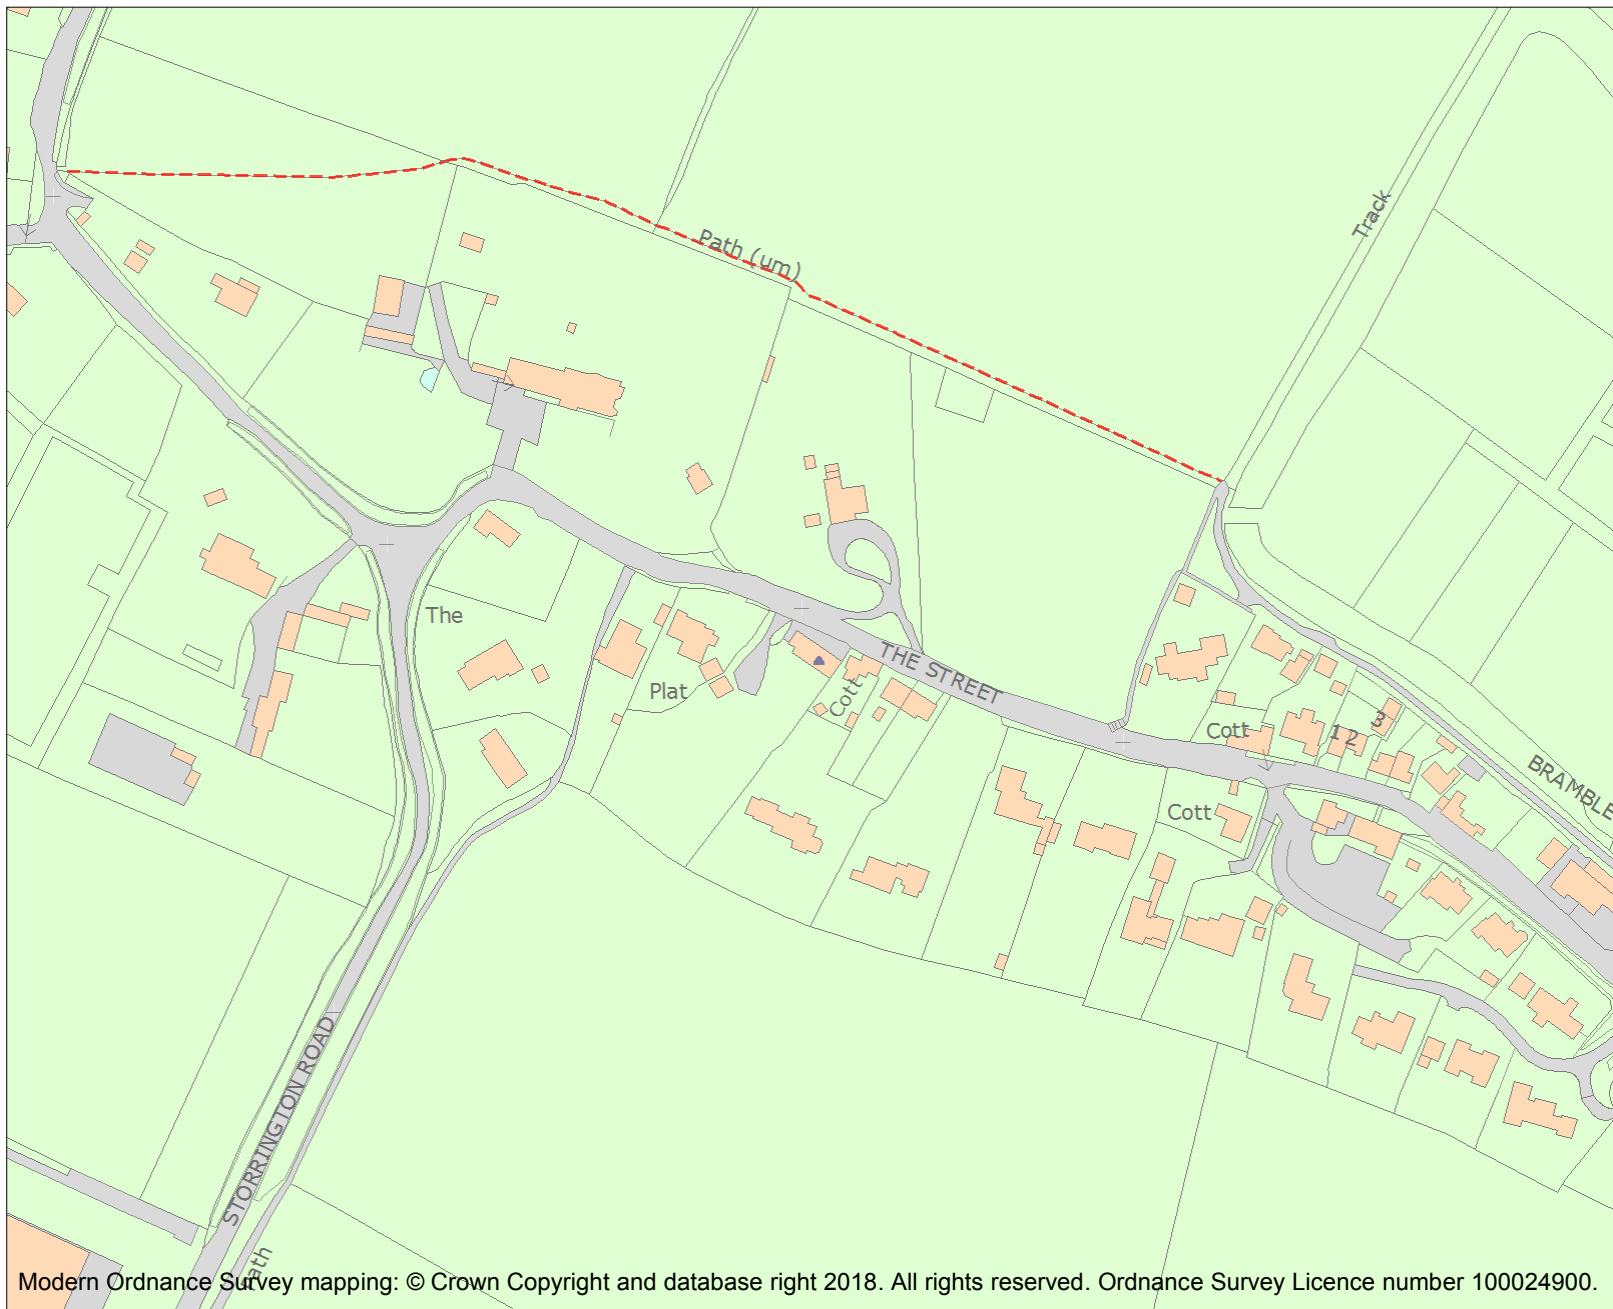 Track
Path (um)
The
THE STREET
Plat
Cott
Cott
1 2
3
BRAMBLE
Cott
STORRINGTON ROAD
Path
Modern Ordnance Survey mapping: © Crown Copyright and database right 2018. All rights reserved. Ordnance Survey Licence number 100024900.